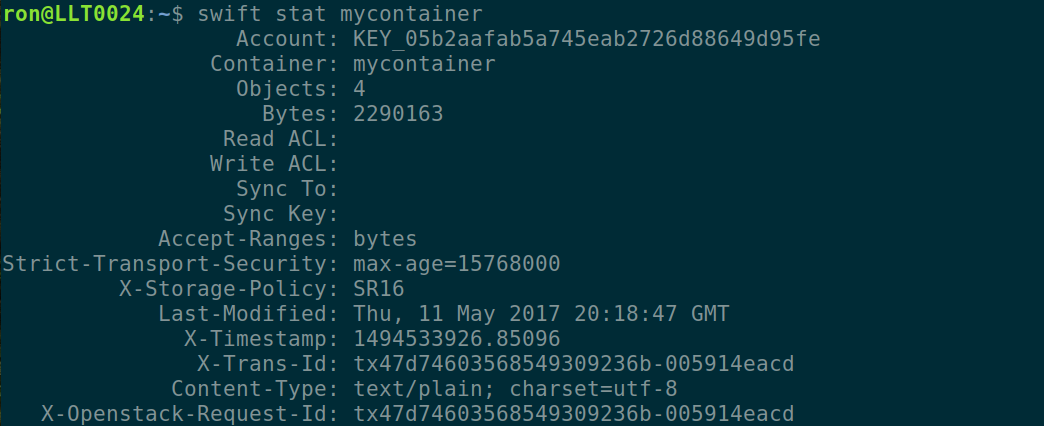 ron@LLT0024:~$ swift stat mycontainer
Account: KEY_05b2aafab5a745eab2726d88649d95fe
Container: mycontainer
Objects: 4
Bytes: 2290163
Read ACL:
Write ACL:
Sync To:
Sync Key:
Accept-Ranges: bytes
Strict-Transport-Security: max-age=15768000
X-Storage-Policy: SR16
Last-Modified: Thu, 11 May 2017 20:18:47 GMT
X-Timestamp: 1494533926.85096
X-Trans-Id: tx47d74603568549309236b-005914eacd
Content-Type: text/plain; charset=utf-8
X-Openstack-Request-Id: tx47d74603568549309236b-005914eacd